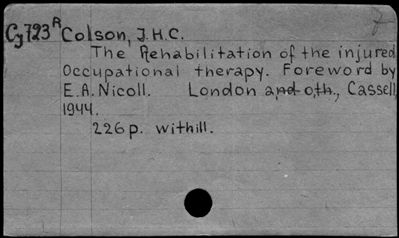 Cg723 R Colson, J.H.C.
The Rehabilitation of the injured
Occupational therapy. Foreword by
E.A. Nicoll. London and oth., Cassell
1944.
226 p. with ill.